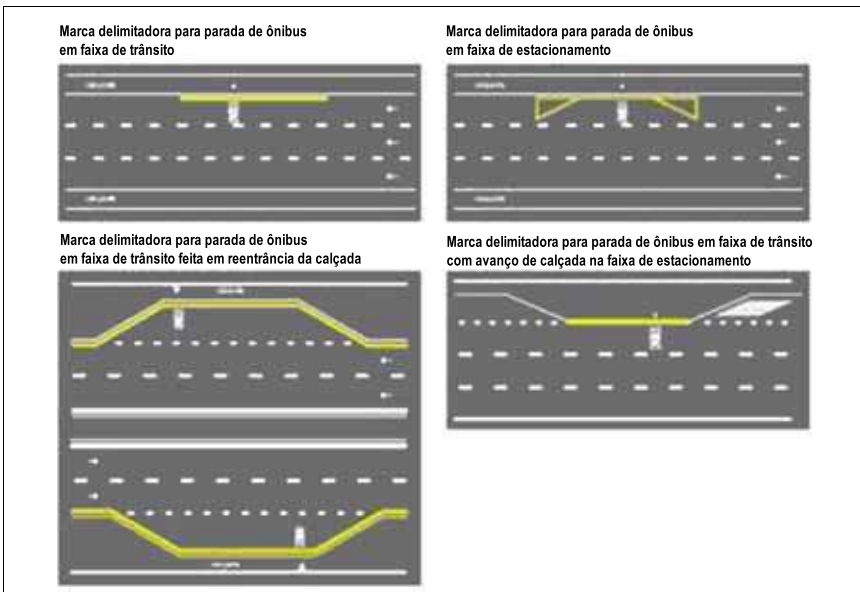 Marca delimitadora para parada de ônibus
em faixa de trânsito
Marca delimitadora para parada de ônibus
em faixa de estacionamento
Marca delimitadora para parada de ônibus
em faixa de trânsito feita em reentrância da calçada
Marca delimitadora para parada de ônibus em faixa de trânsito
com avanço de calçada na faixa de estacionamento